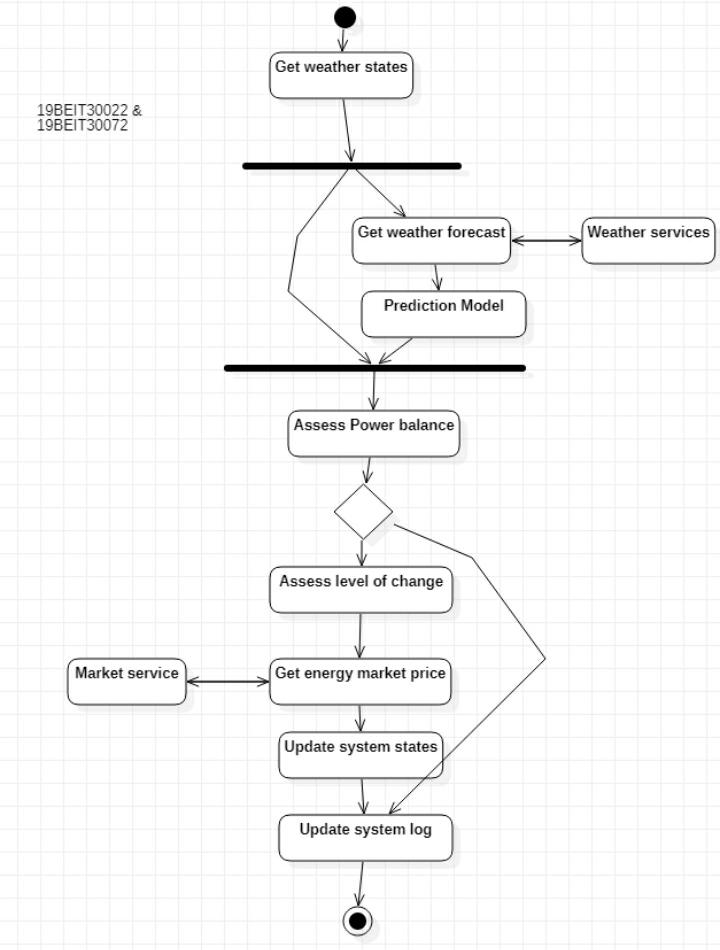 Get weather states
19BEIT30022 &
19BEIT30072
Get weather forecast
Weather services
Prediction Model
Assess Power balance
Assess level of change
Market service
Get energy market price
Update system states
Update system log